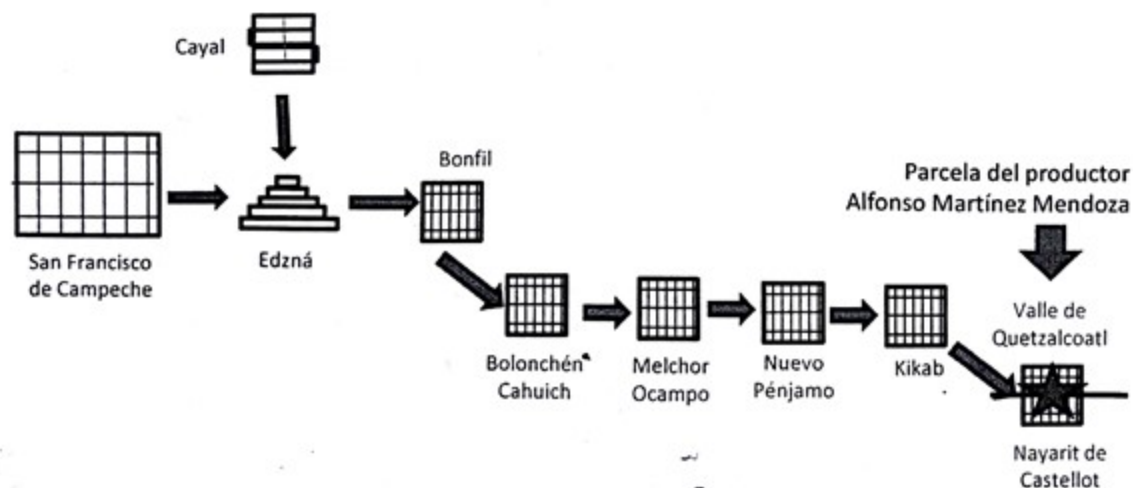 Cayal
Bonfil
Parcela del productor
Alfonso Martínez Mendoza
San Francisco
de Campeche
Edzná
Valle de
Quetzalcoatl
Bolonchén
Cahuich
Melchor
Ocampo
Nuevo
Pénjamo
Kikab
Nayarit de
Castellot